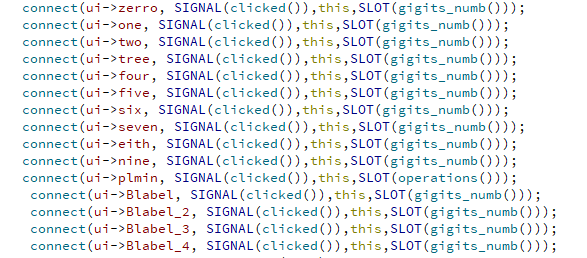 connect(ui->zerro, SIGNAL(clicked()),this,SLOT(gigits_numb()));
connect(ui->one, SIGNAL(clicked()),this,SLOT(gigits_numb()));
connect(ui->two, SIGNAL(clicked()),this,SLOT(gigits_numb()));
connect(ui->tree, SIGNAL(clicked()),this,SLOT(gigits_numb()));
connect(ui->four, SIGNAL(clicked()),this,SLOT(gigits_numb()));
connect(ui->five, SIGNAL(clicked()),this,SLOT(gigits_numb()));
connect(ui->six, SIGNAL(clicked()),this,SLOT(gigits_numb()));
connect(ui->seven, SIGNAL(clicked()),this,SLOT(gigits_numb()));
connect(ui->eith, SIGNAL(clicked()),this,SLOT(gigits_numb()));
connect(ui->nine, SIGNAL(clicked()),this,SLOT(gigits_numb()));
connect(ui->plmin, SIGNAL(clicked()),this,SLOT(operations()));
connect(ui->Blabel, SIGNAL(clicked()),this,SLOT(gigits_numb()));
connect(ui->Blabel_2, SIGNAL(clicked()),this,SLOT(gigits_numb()));
connect(ui->Blabel_3, SIGNAL(clicked()),this,SLOT(gigits_numb()));
connect(ui->Blabel_4, SIGNAL(clicked()),this,SLOT(gigits_numb()));